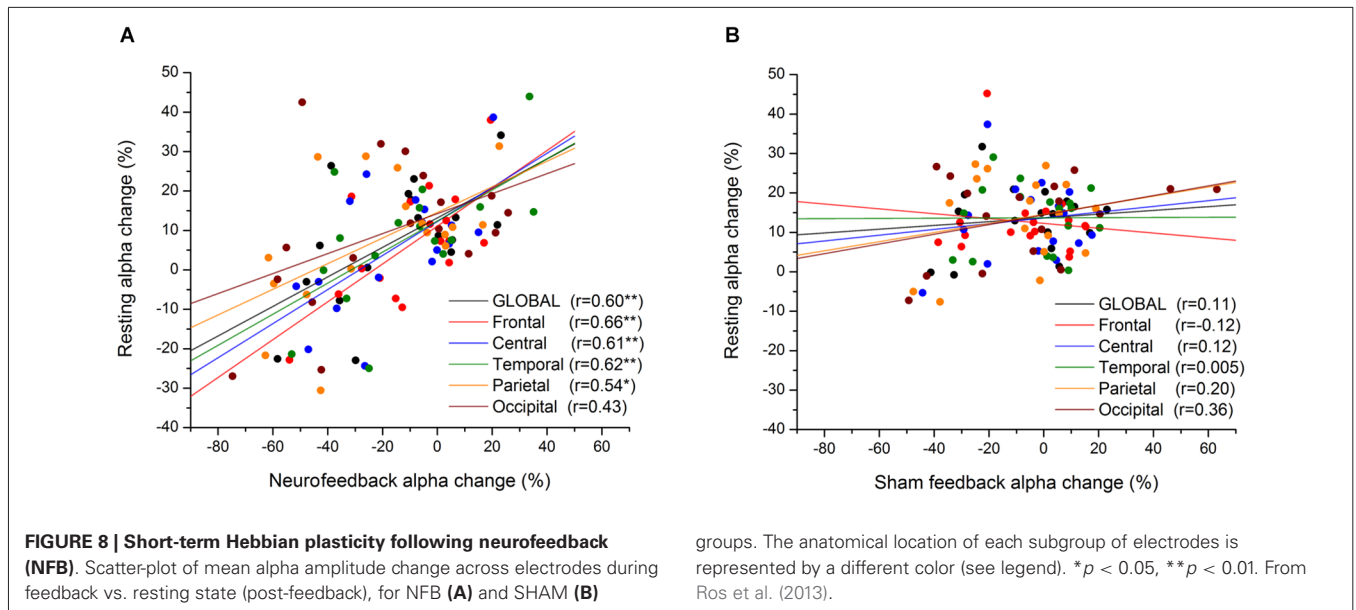 A
50
40
30
20
10
0
-10
-20
-30
-40
-80 -60 -40 -20 0 20 40 60
Resting alpha change (%)
Neurofeedback alpha change (%)
GLOBAL (r=0.60**)
Frontal (r=0.66**)
Central (r=0.61**)
Temporal (r=0.62**)
Parietal (r=0.54*)
Occipital (r=0.43)
B
50
40
30
20
10
0
-10
-20
-30
-40
-80 -60 -40 -20 0 20 40 60
Resting alpha change (%)
Sham feedback alpha change (%)
GLOBAL (r=0.11)
Frontal (r=-0.12)
Central (r=0.12)
Temporal (r=0.005)
Parietal (r=0.20)
Occipital (r=0.36)
FIGURE 8 | Short-term Hebbian plasticity following neurofeedback
(NFB). Scatter-plot of mean alpha amplitude change across electrodes during
feedback vs. resting state (post-feedback), for NFB (A) and SHAM (B)
groups. The anatomical location of each subgroup of electrodes is
represented by a different color (see legend). *p < 0.05, **p < 0.01. From
Ros et al. (2013).